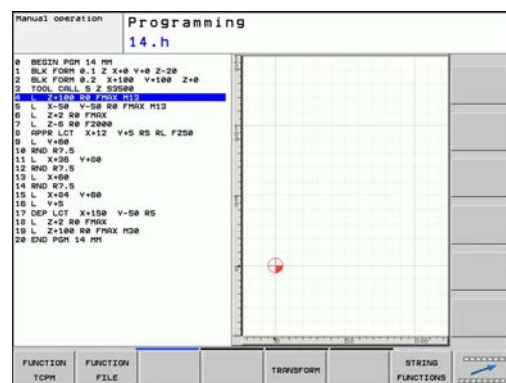 Manual operation
Programming
14.h
0 BEGIN PGM 14 MM
1 BLK FORM 0.1 Z X+0 Y+0 Z-20
2 BLK FORM 0.2 X+100 Y+100 Z+0
3 TOOL CALL 5 Z S3500
4 L Z+100 R0 FMAX M13
5 L X-50 Y-50 R0 FMAX M13
6 L Z+2 R0 FMAX
7 L Z-6 R0 F2000
8 APPR LCT X+12 Y+5 R5 RL F250
9 L Y+60
10 RND R7.5
11 L X+36 Y+80
12 RND R7.5
13 L X+60
14 RND R7.5
15 L X+84 Y+60
16 L Y+5
17 DEP LCT X+150 Y-50 R5
18 L Z+2 R0 FMAX
19 L Z+100 R0 FMAX M30
20 END PGM 14 MM
FUNCTION TCPM
FUNCTION FILE
TRANSFORM
STRING FUNCTIONS